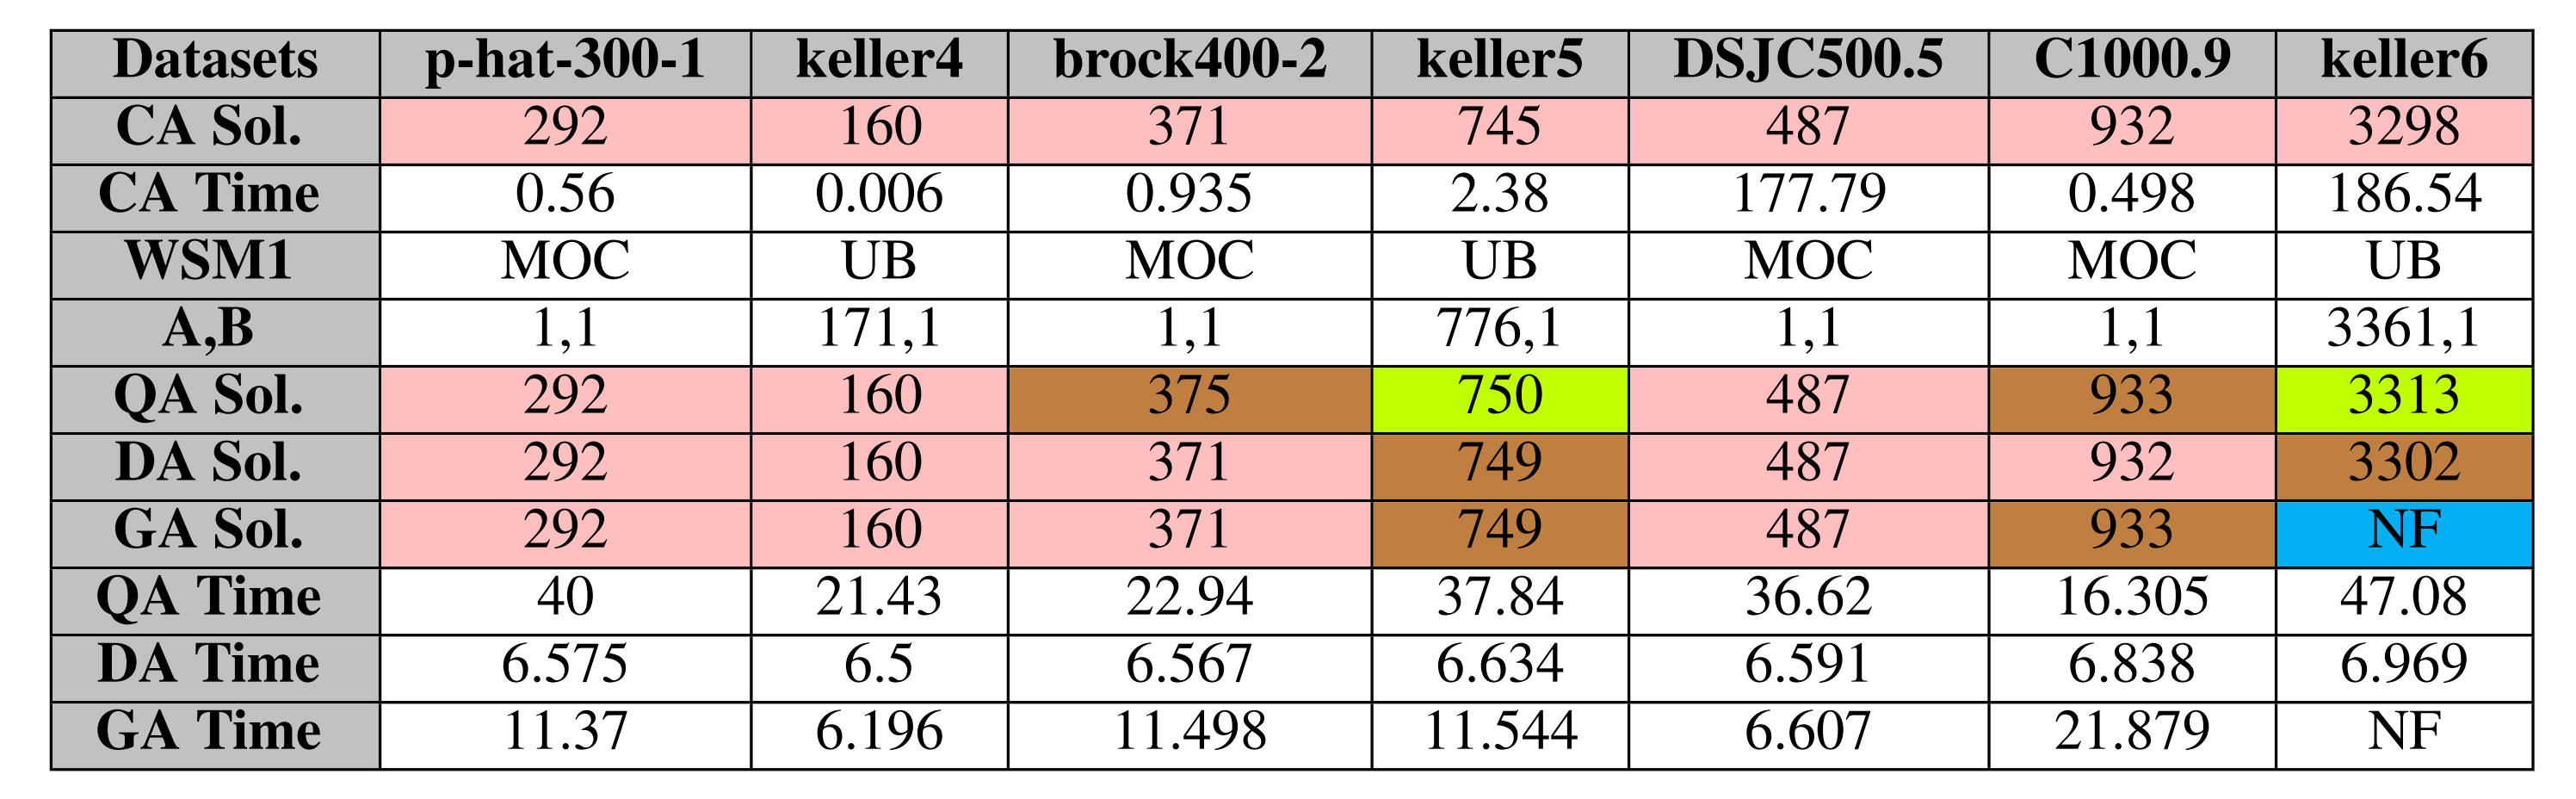 Datasets p-hat-300-1 keller4 brock400-2 keller5 DSJC500.5 C1000.9 keller6
CA Sol. 292 160 371 745 487 932 3298
CA Time 0.56 0.006 0.935 2.38 177.79 0.498 186.54
WSM1 MOC UB MOC UB MOC MOC UB
A,B 1,1 171,1 1,1 776,1 1,1 1,1 3361,1
QA Sol. 292 160 375 750 487 933 3313
DA Sol. 292 160 371 749 487 932 3302
GA Sol. 292 160 371 749 487 933 NF
QA Time 40 21.43 22.94 37.84 36.62 16.305 47.08
DA Time 6.575 6.5 6.567 6.634 6.591 6.838 6.969
GA Time 11.37 6.196 11.498 11.544 6.607 21.879 NF